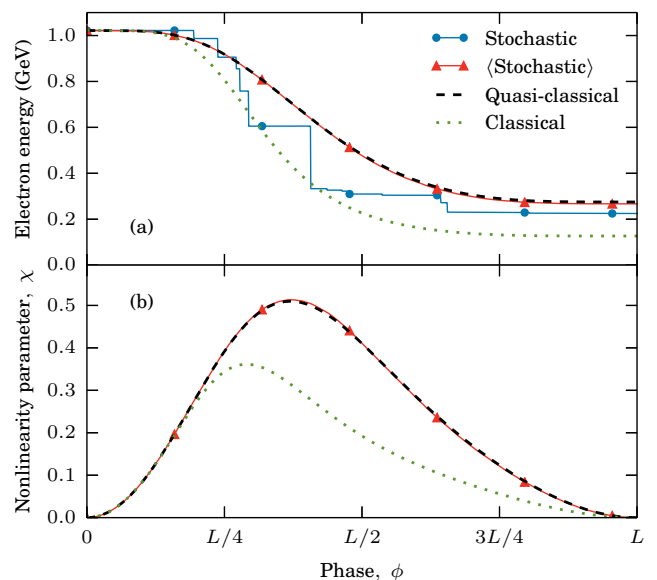 Electron energy (GeV)
1.0
0.8
0.6
0.4
0.2
0.0
Stochastic
⟨Stochastic⟩
Quasi-classical
Classical
(a)
Nonlinearity parameter, χ
0.5
0.4
0.3
0.2
0.1
0.0
(b)
0 L/4 L/2 3L/4 L
Phase, ϕ